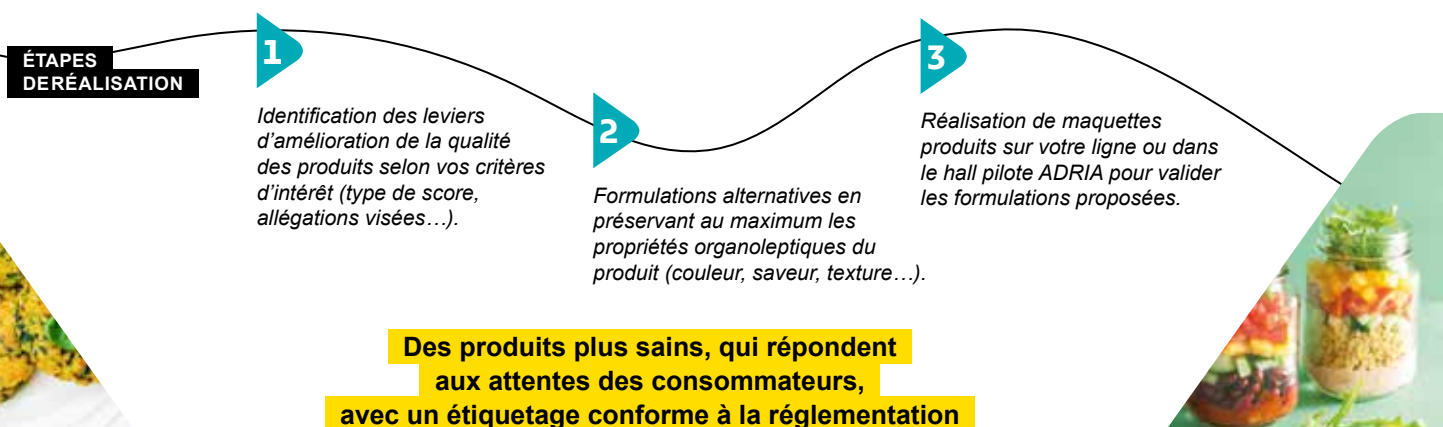 ÉTAPES
DERÉALISATION
1
Identification des leviers
d'amélioration de la qualité
des produits selon vos critères
d'intérêt (type de score,
allégations visées…).
2
Formulations alternatives en
préservant au maximum les
propriétés organoleptiques du
produit (couleur, saveur, texture…).
3
Réalisation de maquettes
produits sur votre ligne ou dans
le hall pilote ADRIA pour valider
les formulations proposées.
Des produits plus sains, qui répondent
aux attentes des consommateurs,
avec un étiquetage conforme à la réglementation